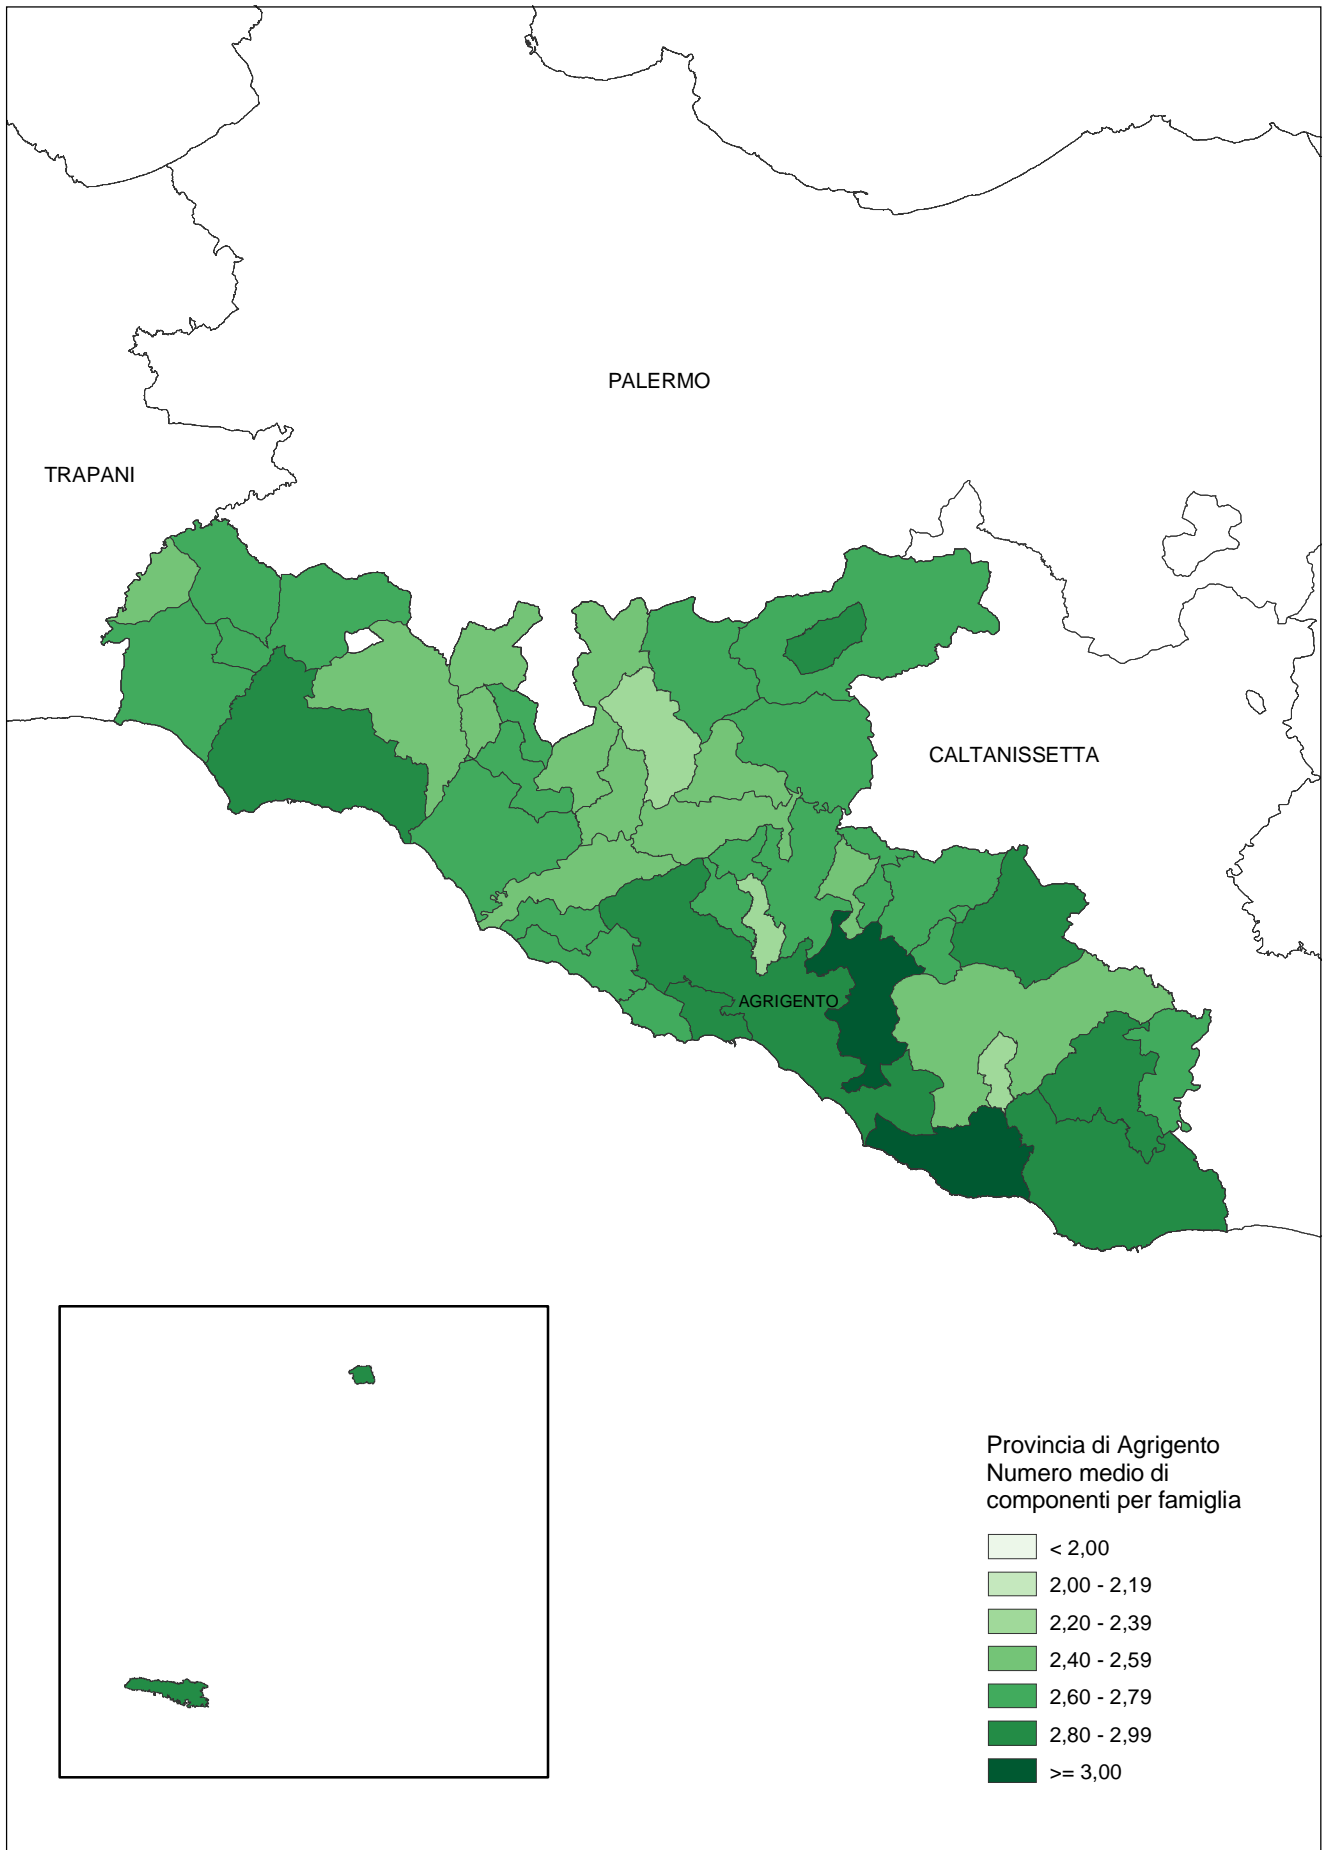 PALERMO
TRAPANI
CALTANISSETTA
AGRIGENTO
Provincia di Agrigento
Numero medio di
componenti per famiglia
< 2,00
2,00 - 2,19
2,20 - 2,39
2,40 - 2,59
2,60 - 2,79
2,80 - 2,99
>= 3,00